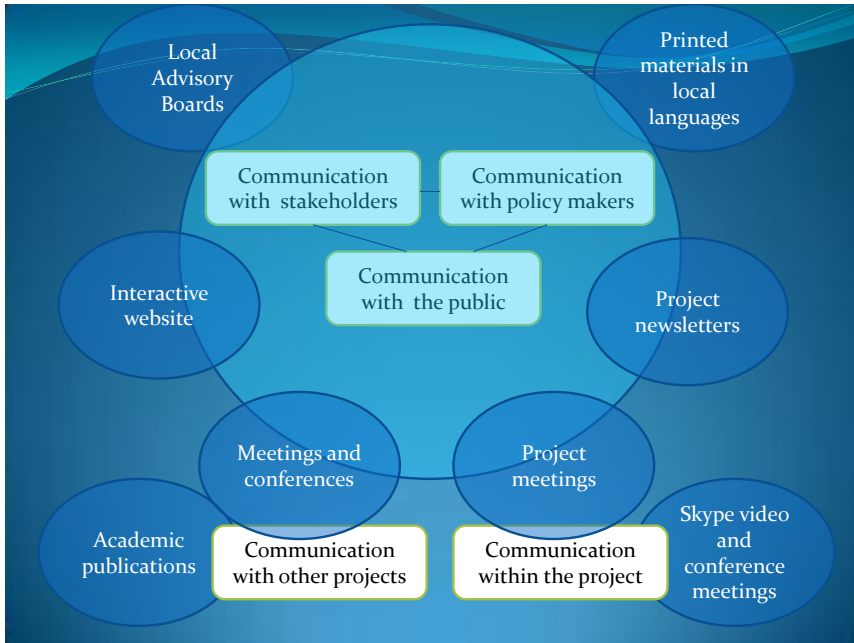 Local
Advisory
Boards
Printed
materials in
local
languages
Communication
with stakeholders
Communication
with policy makers
Communication
with the public
Interactive
website
Project
newsletters
Meetings and
conferences
Project
meetings
Academic
publications
Communication
with other projects
Communication
within the project
Skype video
and
conference
meetings